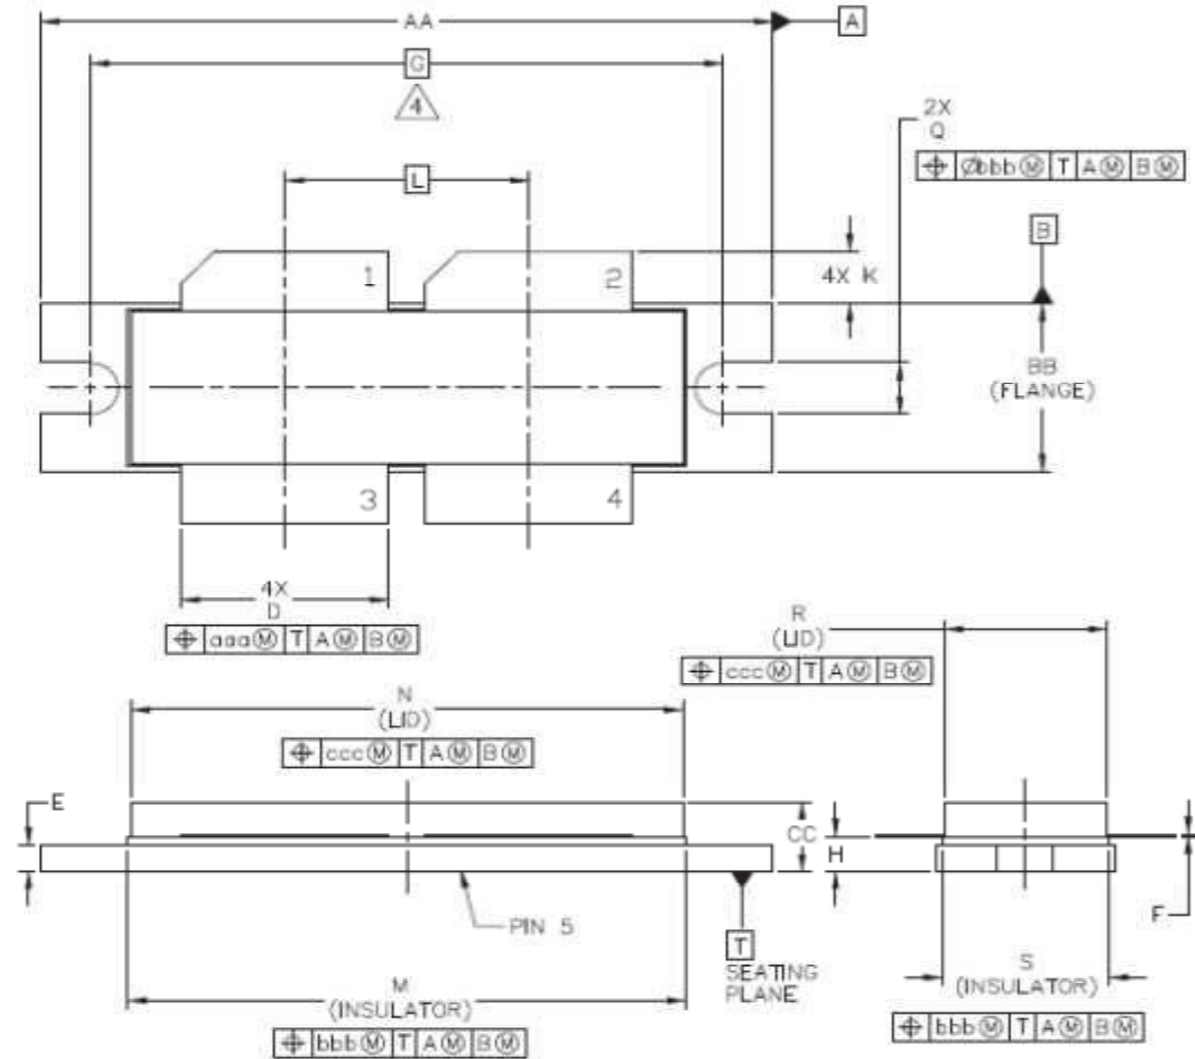 AA
A
G
4
2X
Q
⌖ Øbbb Ⓜ T A Ⓜ B Ⓜ
L
B
1
2
4X K
BB
(FLANGE)
3
4
4X
D
⌖ aaa Ⓜ T A Ⓜ B Ⓜ
R
(LID)
⌖ ccc Ⓜ T A Ⓜ B Ⓜ
N
(LID)
⌖ ccc Ⓜ T A Ⓜ B Ⓜ
E
CC
H
F
PIN 5
T
SEATING
PLANE
M
(INSULATOR)
⌖ bbb Ⓜ T A Ⓜ B Ⓜ
S
(INSULATOR)
⌖ bbb Ⓜ T A Ⓜ B Ⓜ